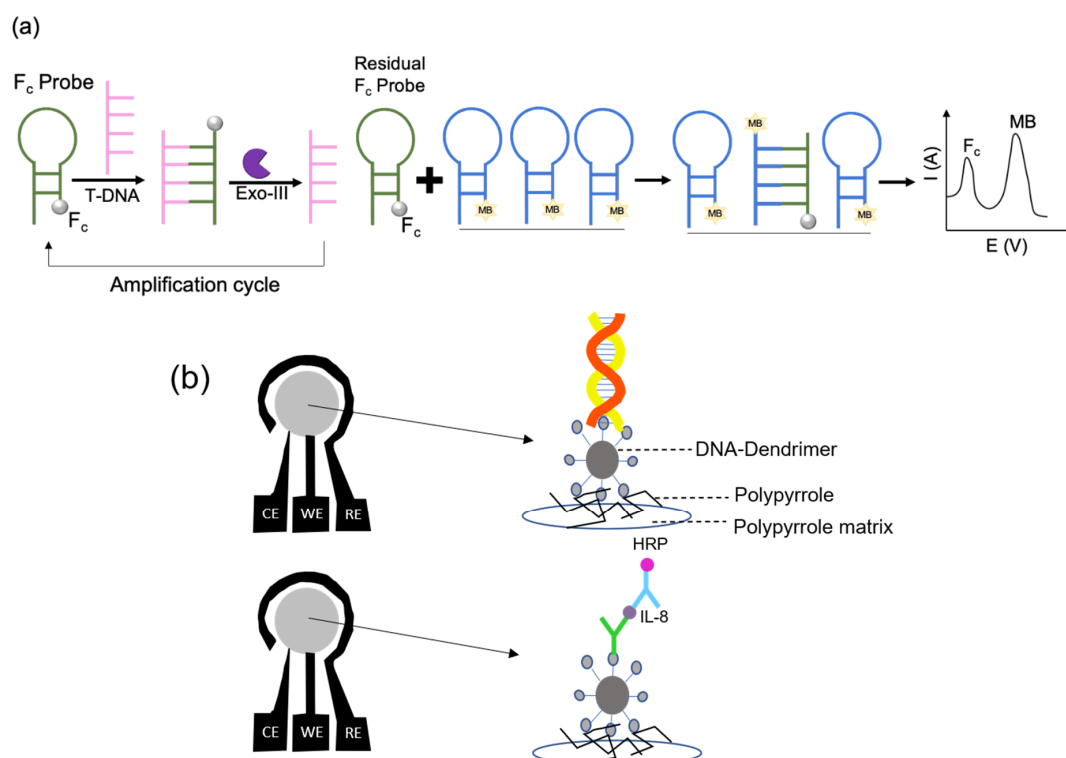 (a)
Fc Probe
T-DNA
Fc
Exo-III
Amplification cycle
Residual
Fc Probe
Fc
MB
MB
MB
MB
MB
MB
I (A)
Fc
MB
E (V)
(b)
CE
WE
RE
DNA-Dendrimer
Polypyrrole
Polypyrrole matrix
HRP
IL-8
CE
WE
RE